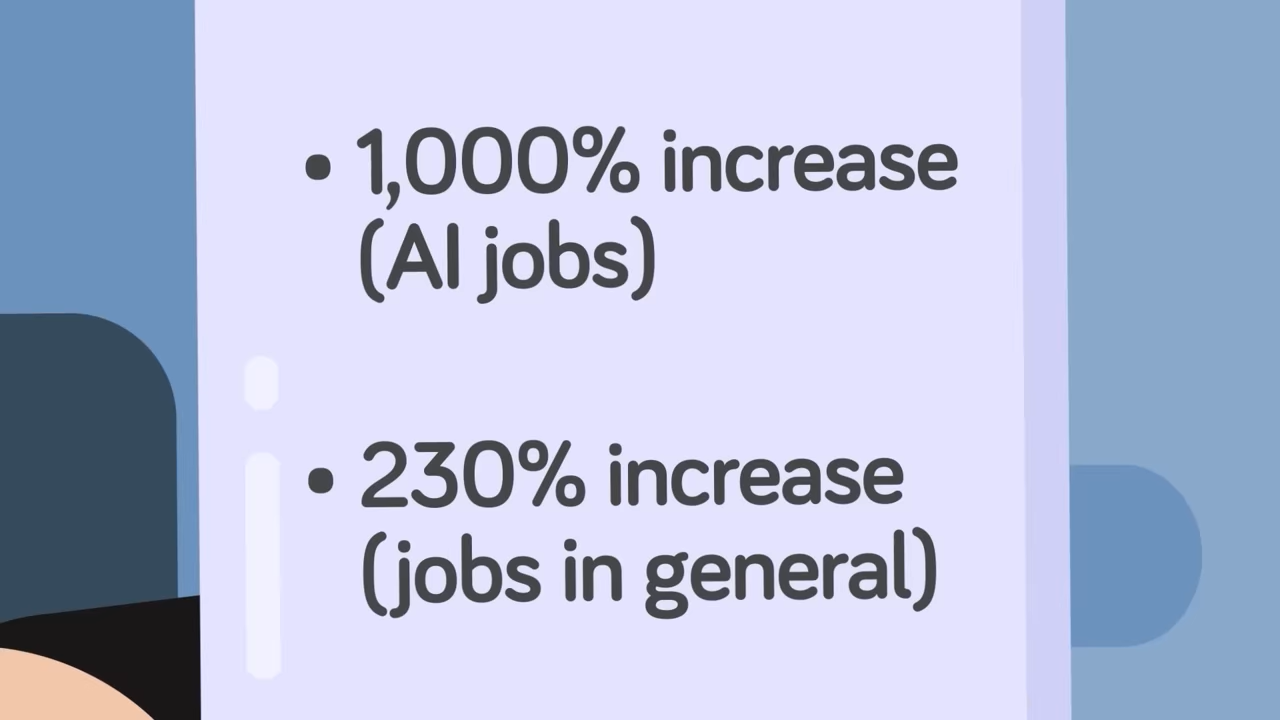 • 1,000% increase
(AI jobs)
• 230% increase
(jobs in general)